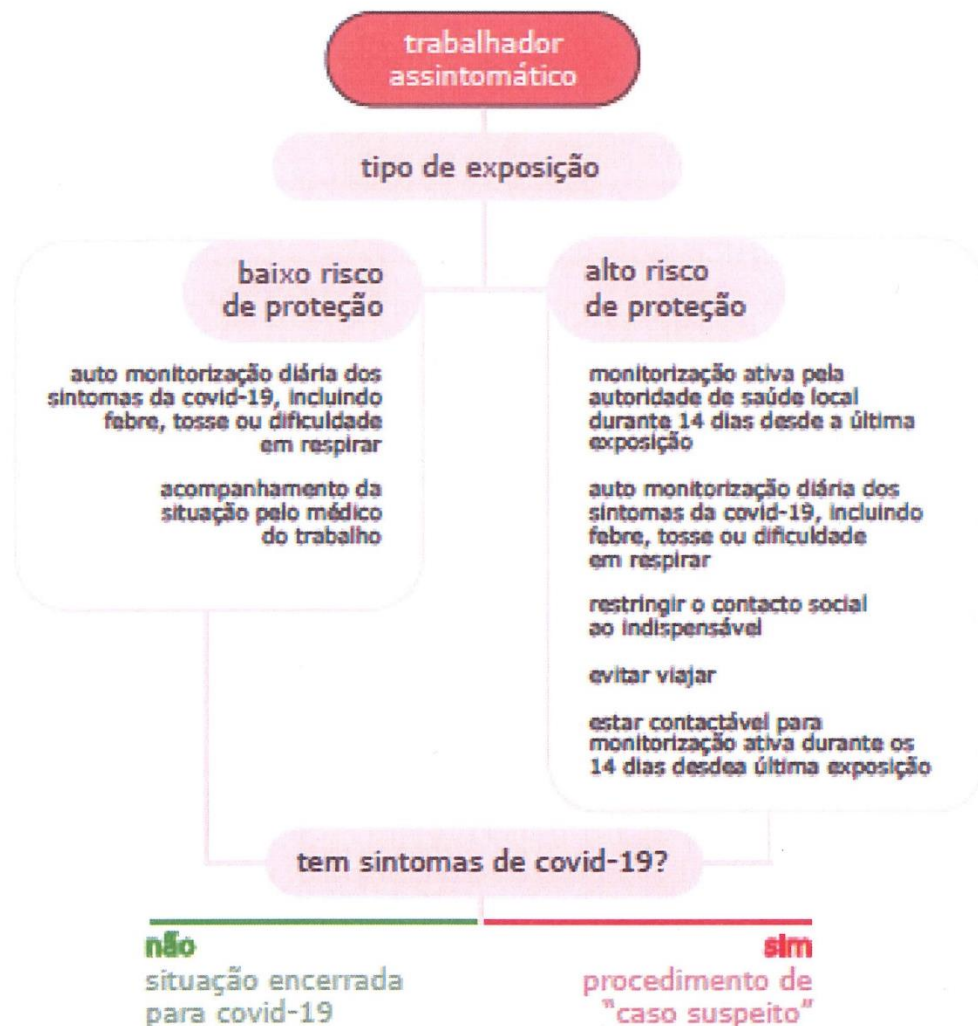 trabalhador
assintomático
tipo de exposição
baixo risco
de proteção
auto monitorização diária dos
sintomas da covid-19, incluindo
febre, tosse ou dificuldade
em respirar
acompanhamento da
situação pelo médico
do trabalho
alto risco
de proteção
monitorização ativa pela
autoridade de saúde local
durante 14 dias desde a última
exposição
auto monitorização diária dos
sintomas da covid-19, incluindo
febre, tosse ou dificuldade
em respirar
restringir o contacto social
ao indispensável
evitar viajar
estar contactável para
monitorização ativa durante os
14 dias desdea última exposição
tem sintomas de covid-19?
não
situação encerrada
para covid-19
sim
procedimento de
"caso suspeito"